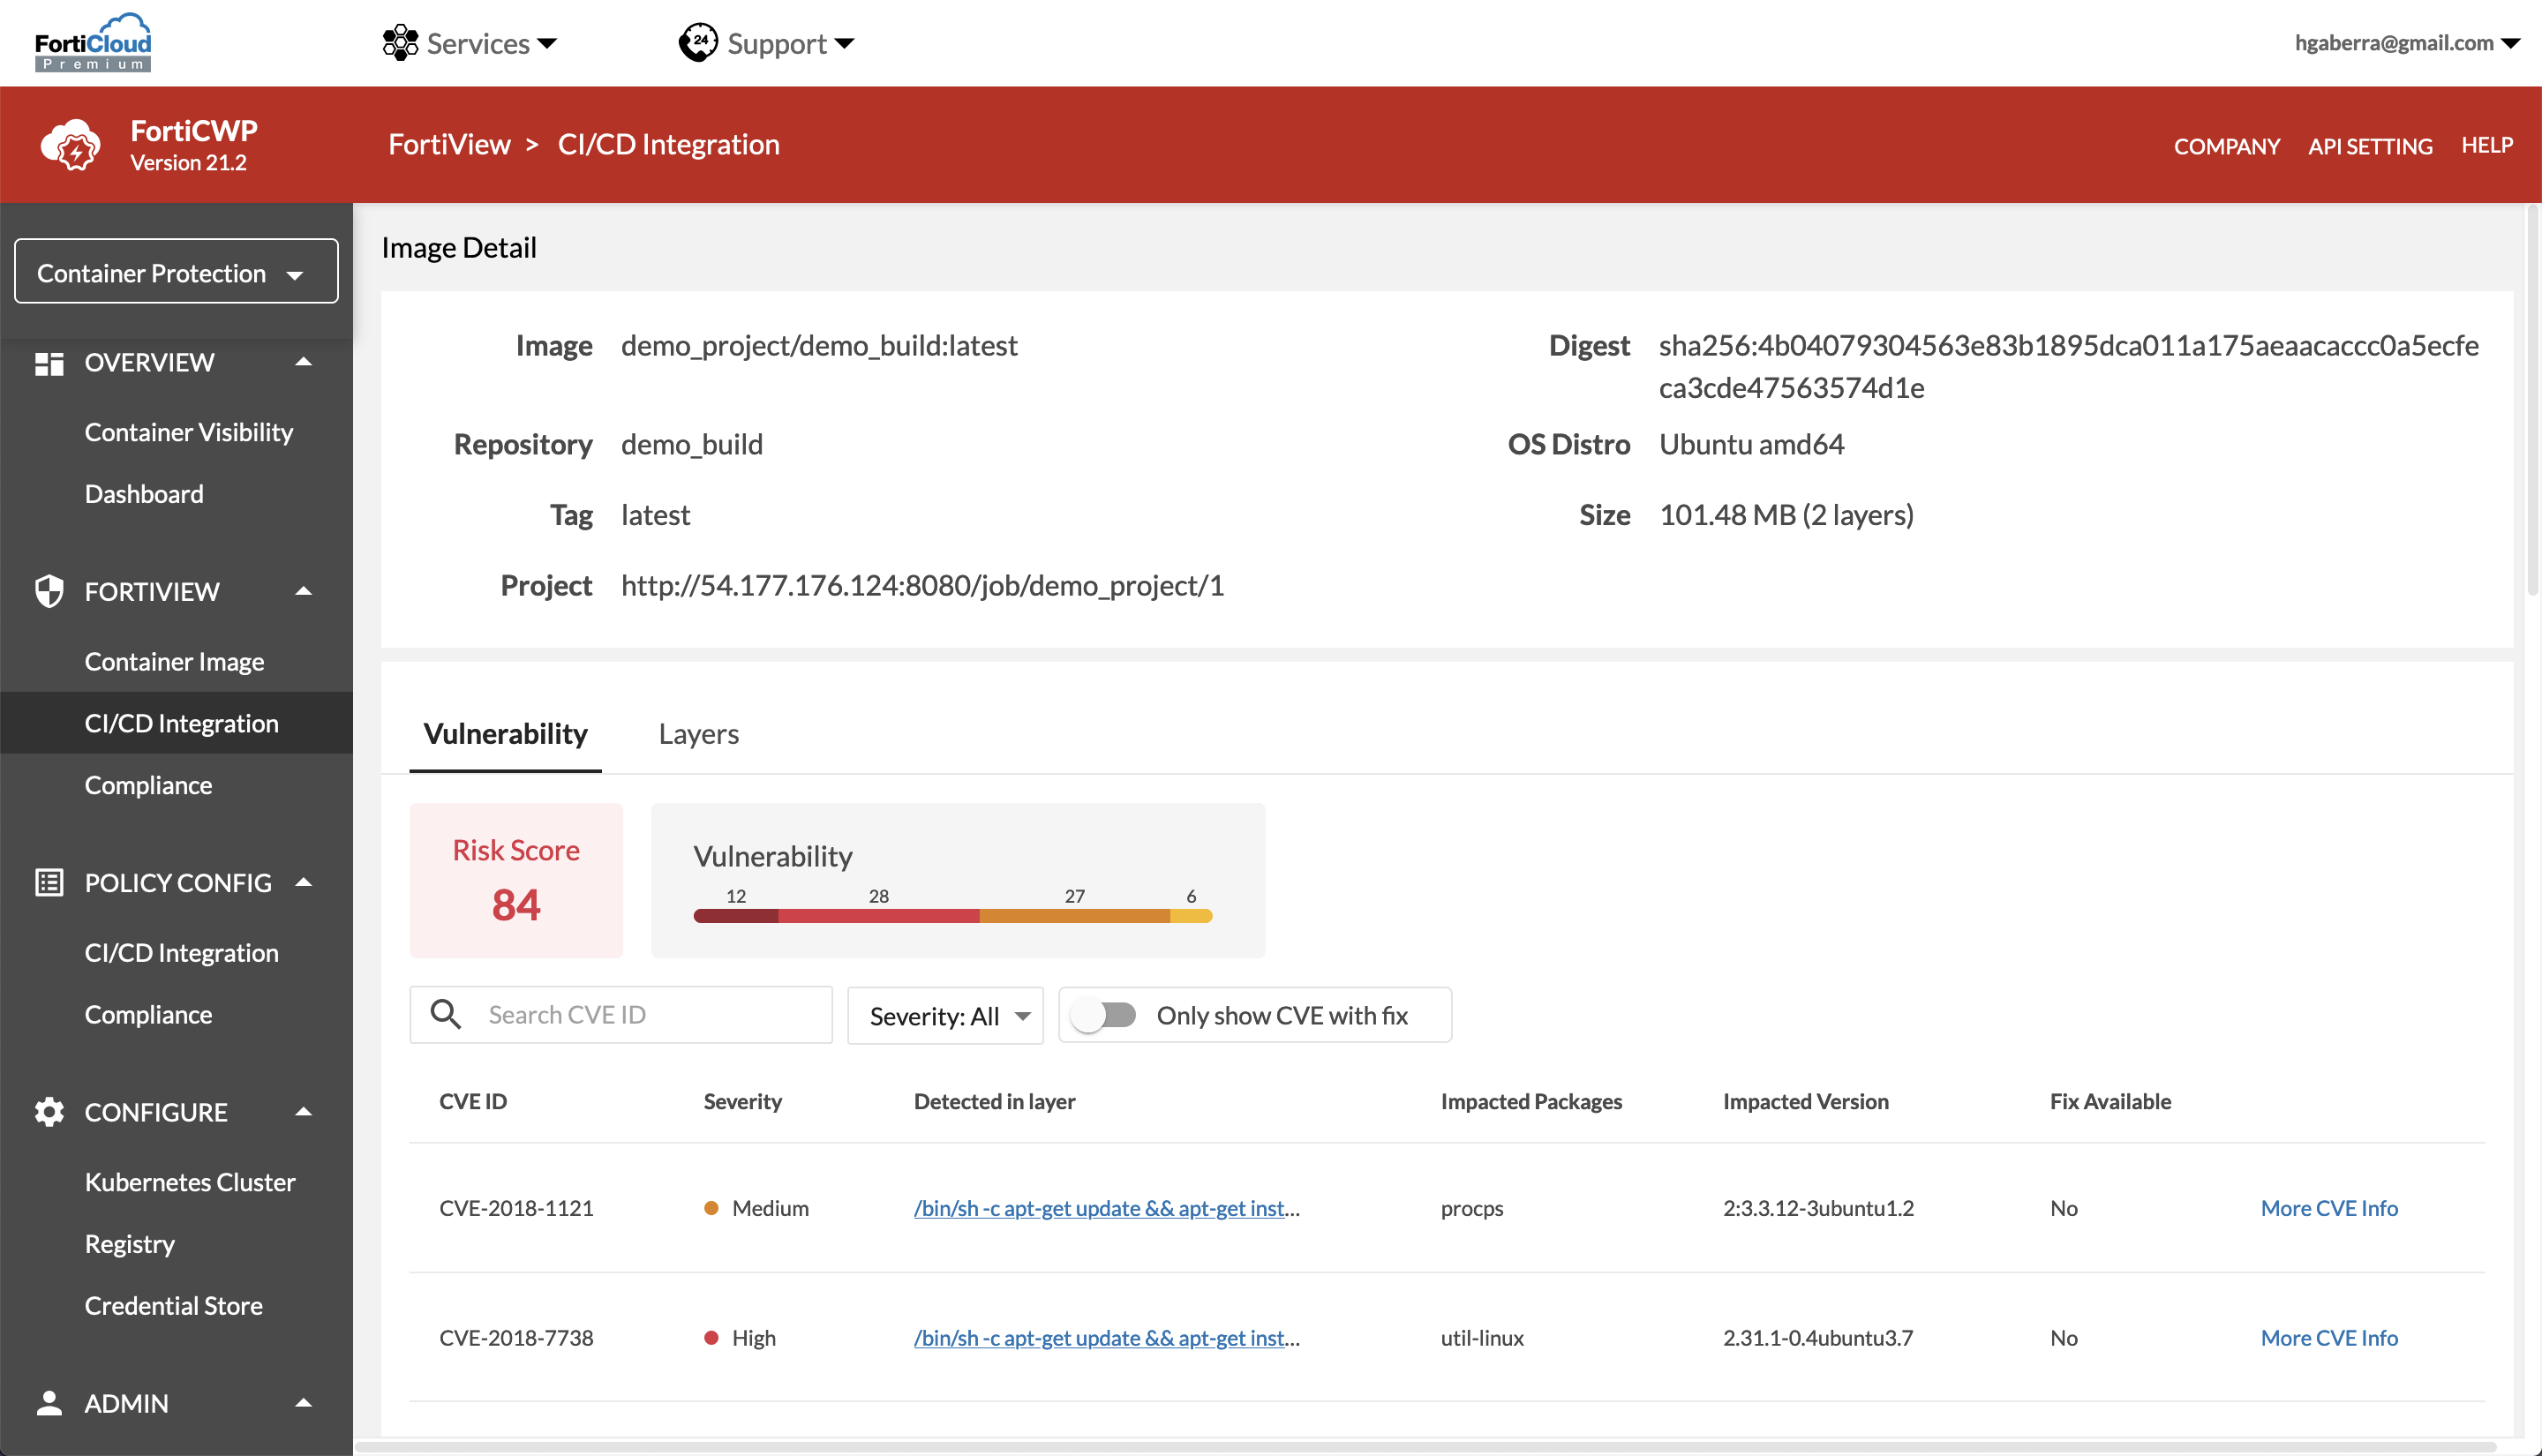 FortiCloud
Premium
Services
24
Support
hgaberra@gmail.com
FortiCWP
Version 21.2
FortiView > CI/CD Integration
COMPANY
API SETTING
HELP
Container Protection
OVERVIEW
Container Visibility
Dashboard
FORTIVIEW
Container Image
CI/CD Integration
Compliance
POLICY CONFIG
CI/CD Integration
Compliance
CONFIGURE
Kubernetes Cluster
Registry
Credential Store
ADMIN
Image Detail
Image demo_project/demo_build:latest
Repository demo_build
Tag latest
Project http://54.177.176.124:8080/job/demo_project/1
Digest sha256:4b04079304563e83b1895dca011a175aeaacaccc0a5ecfe
ca3cde47563574d1e
OS Distro Ubuntu amd64
Size 101.48 MB (2 layers)
Vulnerability Layers
Risk Score
84
Vulnerability
12 28 27 6
Search CVE ID
Severity: All
Only show CVE with fix
CVE ID Severity Detected in layer Impacted Packages Impacted Version Fix Available
CVE-2018-1121 Medium /bin/sh -c apt-get update && apt-get inst... procps 2:3.3.12-3ubuntu1.2 No More CVE Info
CVE-2018-7738 High /bin/sh -c apt-get update && apt-get inst... util-linux 2.31.1-0.4ubuntu3.7 No More CVE Info